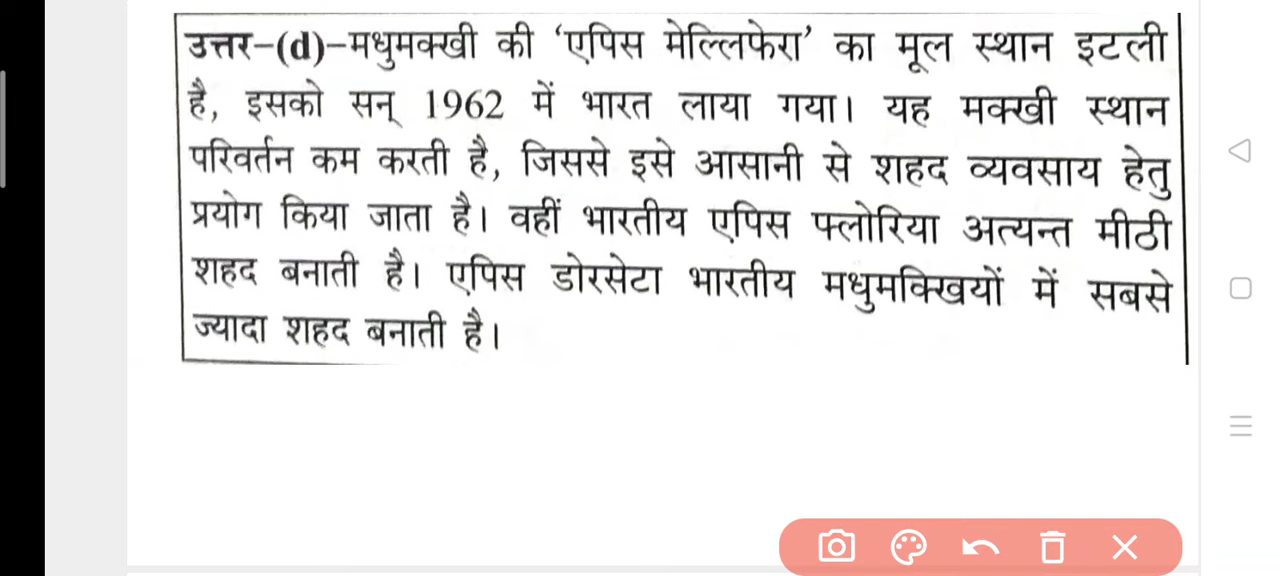 उत्तर–(d)–मधुमक्खी की ‘एपिस मेल्लिफेरा’ का मूल स्थान इटली
है, इसको सन् 1962 में भारत लाया गया। यह मक्खी स्थान
परिवर्तन कम करती है, जिससे इसे आसानी से शहद व्यवसाय हेतु
प्रयोग किया जाता है। वहीं भारतीय एपिस फ्लोरिया अत्यन्त मीठी
शहद बनाती है। एपिस डोरसेटा भारतीय मधुमक्खियों में सबसे
ज्यादा शहद बनाती है।